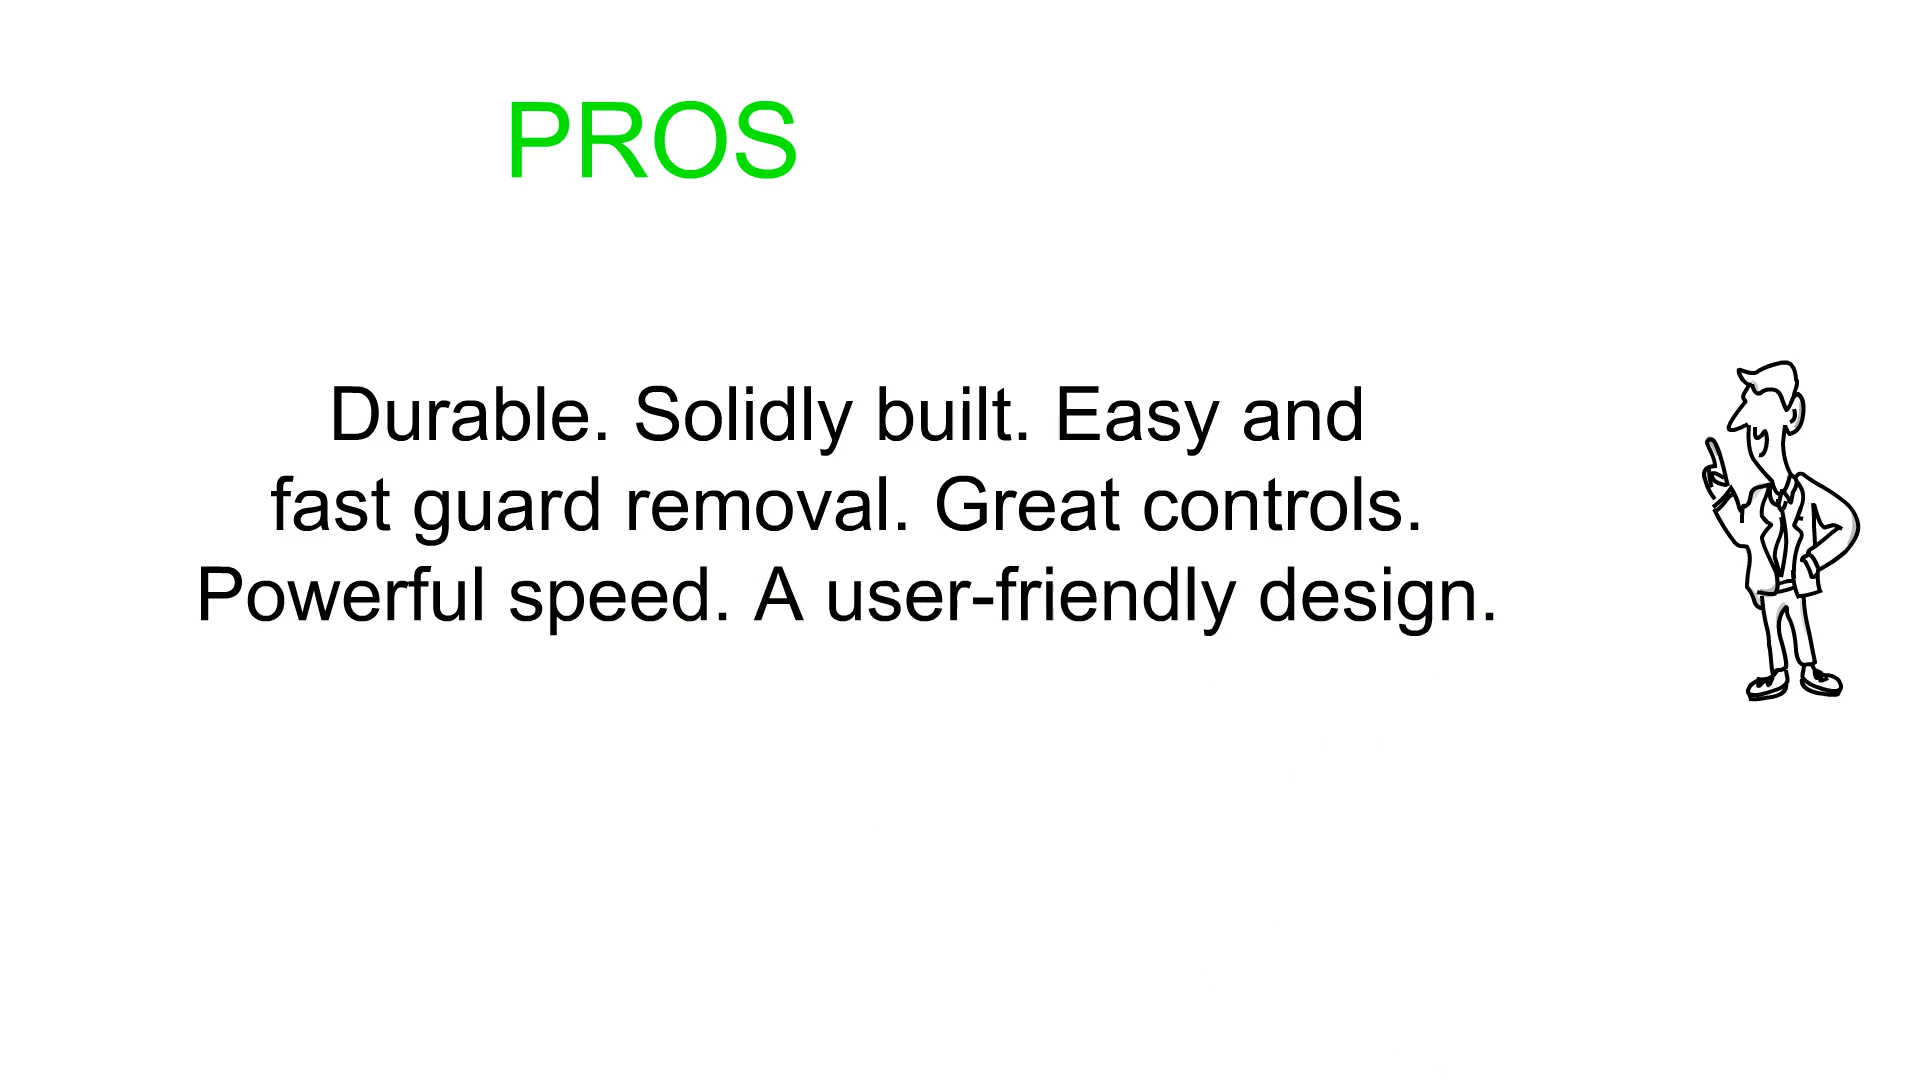 PROS
Durable. Solidly built. Easy and
fast guard removal. Great controls.
Powerful speed. A user-friendly design.